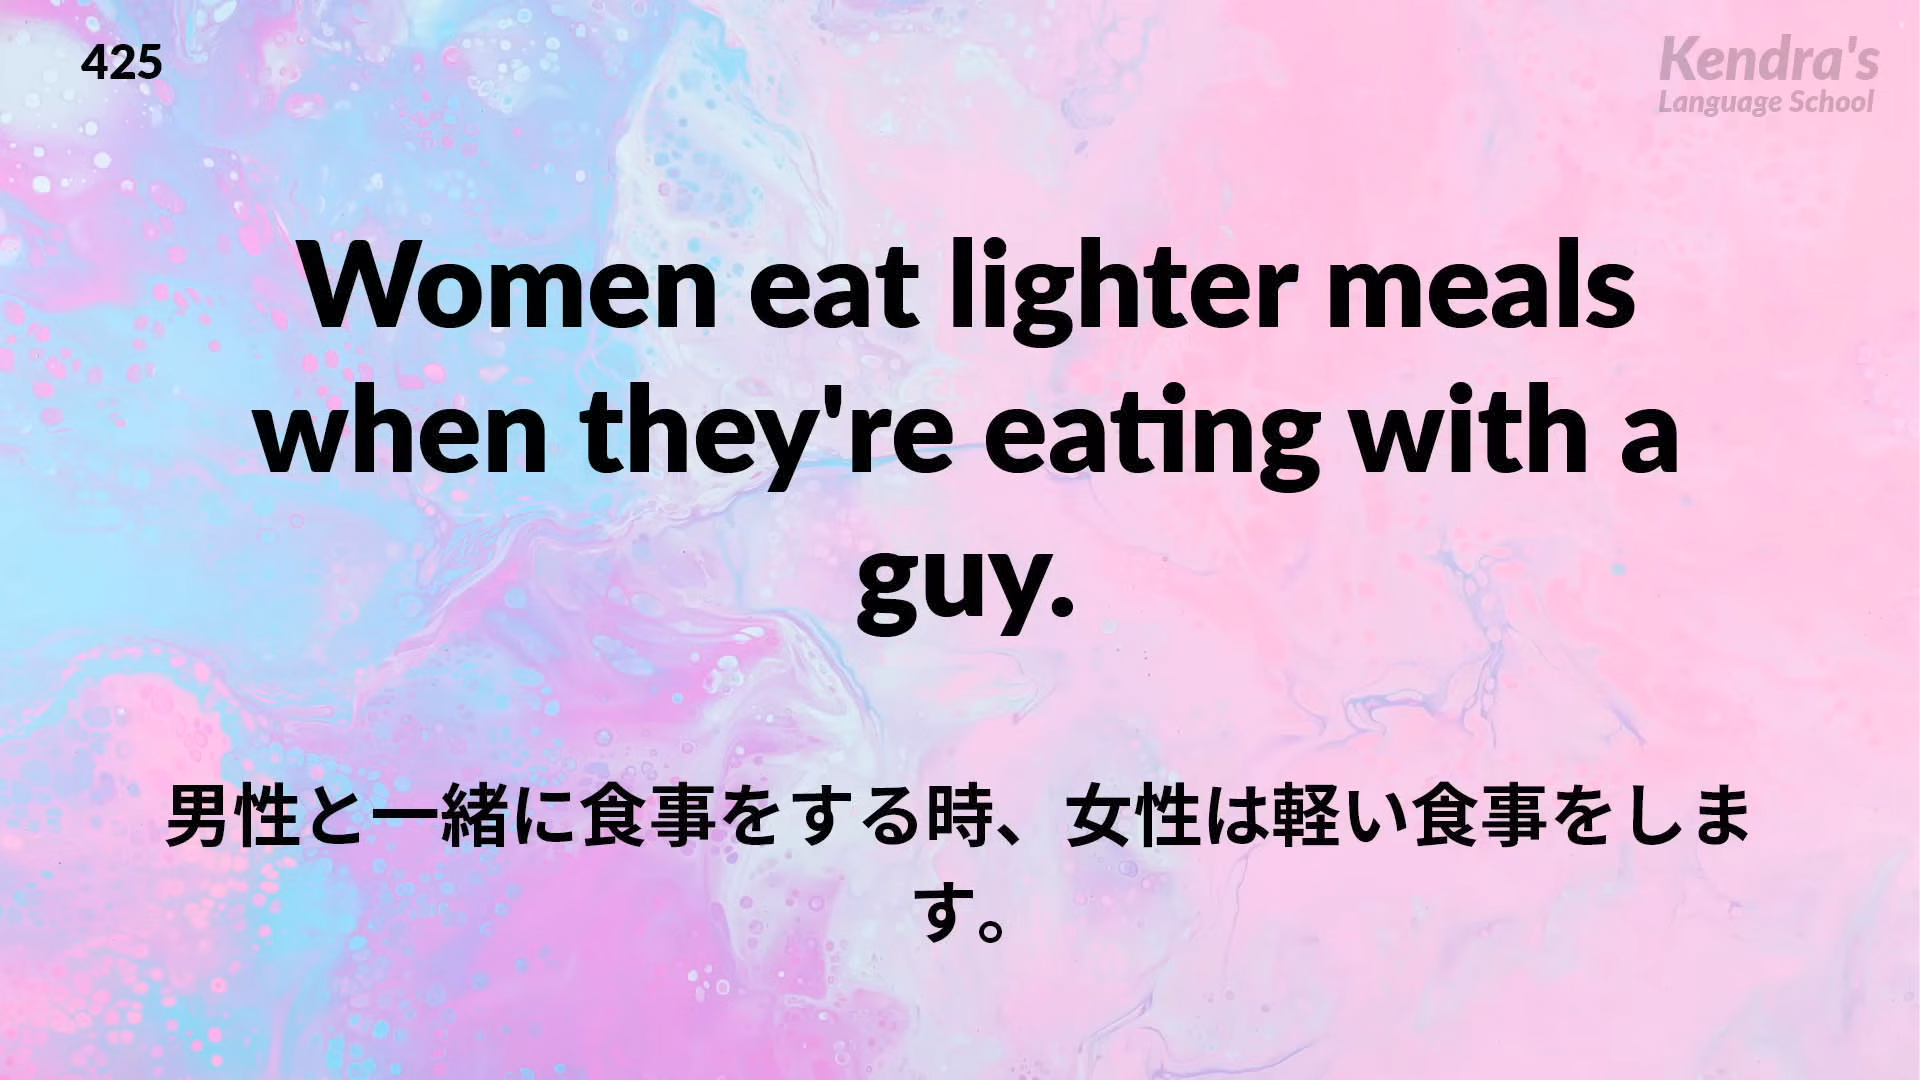 425
Kendra's
Language School
Women eat lighter meals
when they're eating with a
guy.
男性と一緒に食事をする時、女性は軽い食事をしま
す。